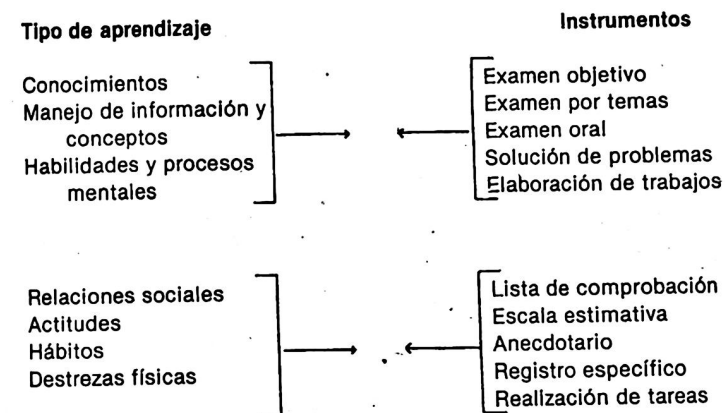 Tipo de aprendizaje
Instrumentos
Conocimientos
Manejo de información y
conceptos
Habilidades y procesos
mentales
Examen objetivo
Examen por temas
Examen oral
Solución de problemas
Elaboración de trabajos
Relaciones sociales
Actitudes
Hábitos
Destrezas físicas
Lista de comprobación
Escala estimativa
Anecdotario
Registro específico
Realización de tareas